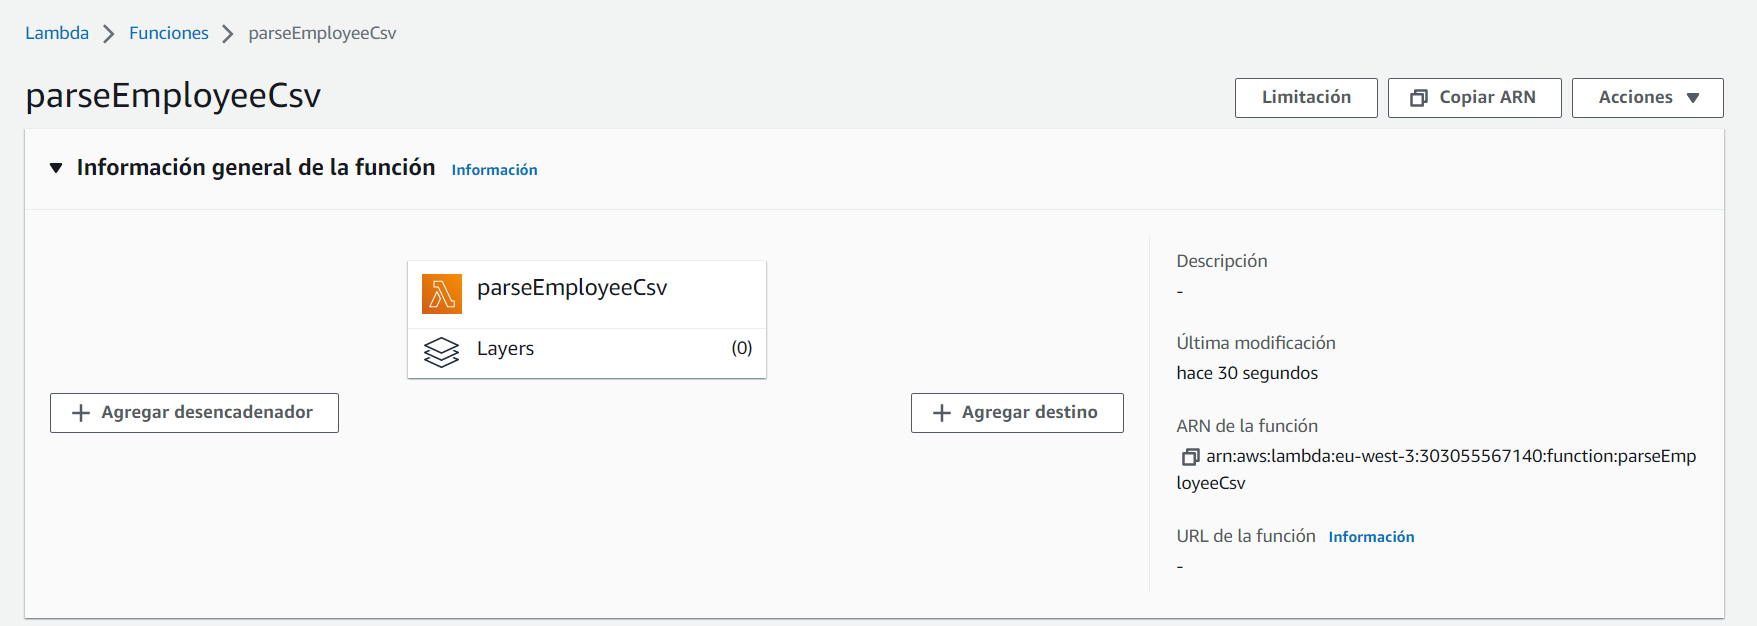 Lambda > Funciones > parseEmployeeCsv
parseEmployeeCsv
Limitación
Copiar ARN
Acciones
Información general de la función Información
parseEmployeeCsv
Layers (0)
Agregar desencadenador
Agregar destino
Descripción
-
Última modificación
hace 30 segundos
ARN de la función
arn:aws:lambda:eu-west-3:303055567140:function:parseEmp
loyeeCsv
URL de la función Información
-